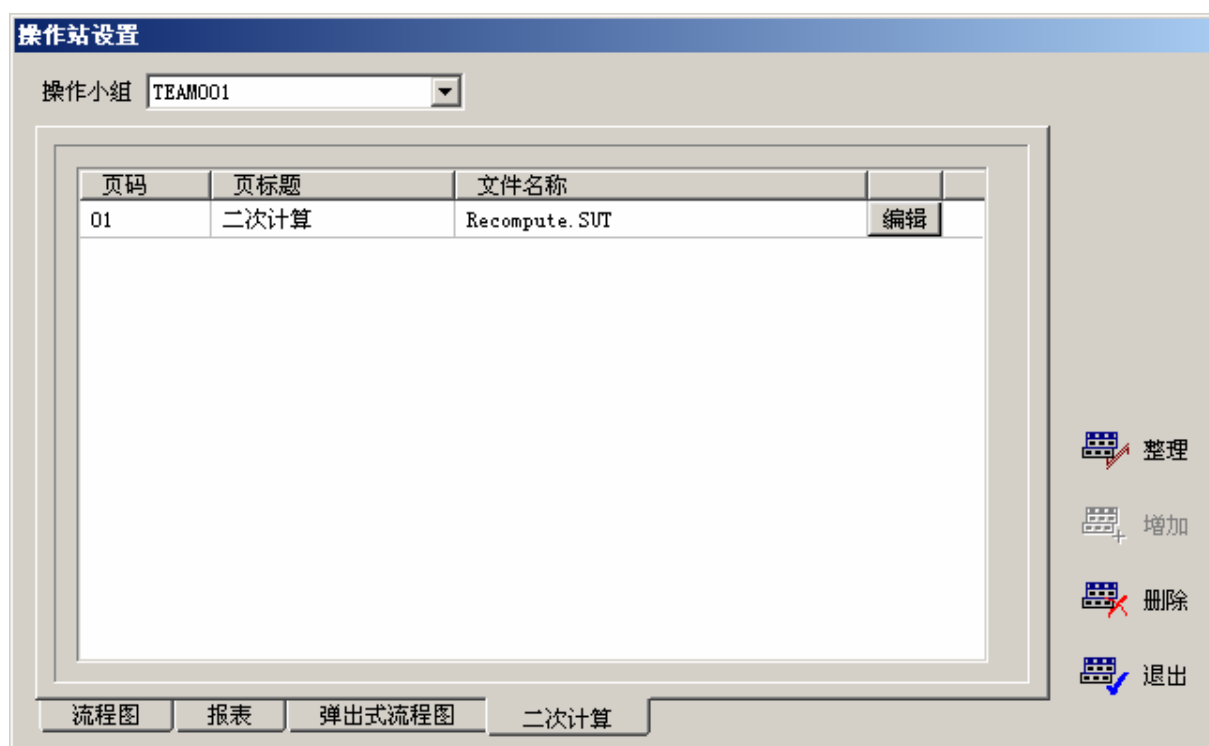 操作站设置
操作小组 TEAM001
页码 页标题 文件名称
01 二次计算 Recompute.SUT 编辑
整理
增加
删除
退出
流程图 报表 弹出式流程图 二次计算